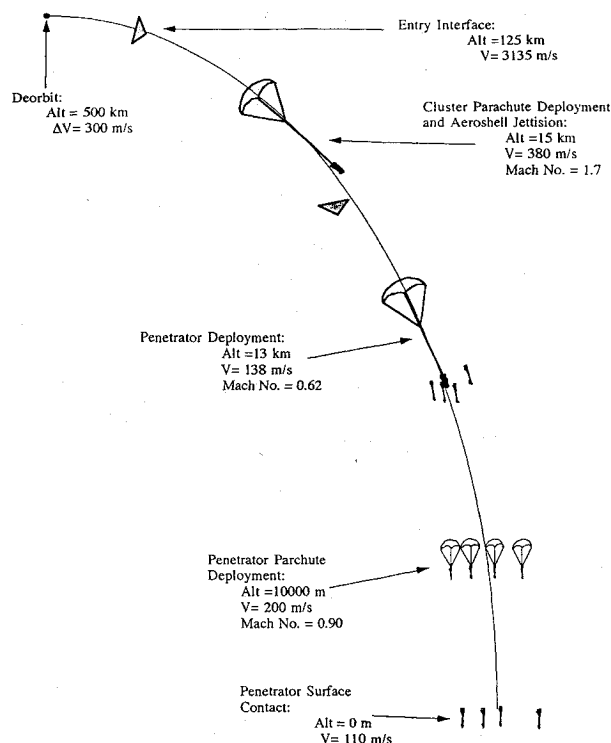 Entry Interface:
Alt =125 km
V= 3135 m/s
Deorbit:
Alt = 500 km
ΔV= 300 m/s
Cluster Parachute Deployment
and Aeroshell Jettision:
Alt =15 km
V= 380 m/s
Mach No. = 1.7
Penetrator Deployment:
Alt =13 km
V= 138 m/s
Mach No. = 0.62
Penetrator Parchute
Deployment:
Alt =10000 m
V= 200 m/s
Mach No. = 0.90
Penetrator Surface
Contact:
Alt = 0 m
V= 110 m/s